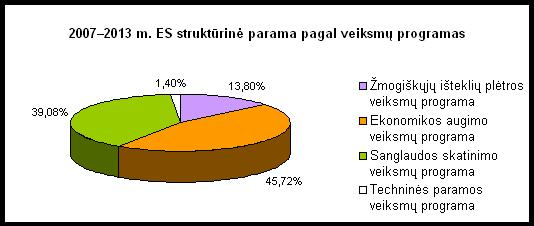 2007–2013 m. ES struktūrinė parama pagal veiksmų programas
1,40%
13,80%
39,08%
45,72%
Žmogiškųjų išteklių plėtros
veiksmų programa
Ekonomikos augimo
veiksmų programa
Sanglaudos skatinimo
veiksmų programa
Techninės paramos
veiksmų programa